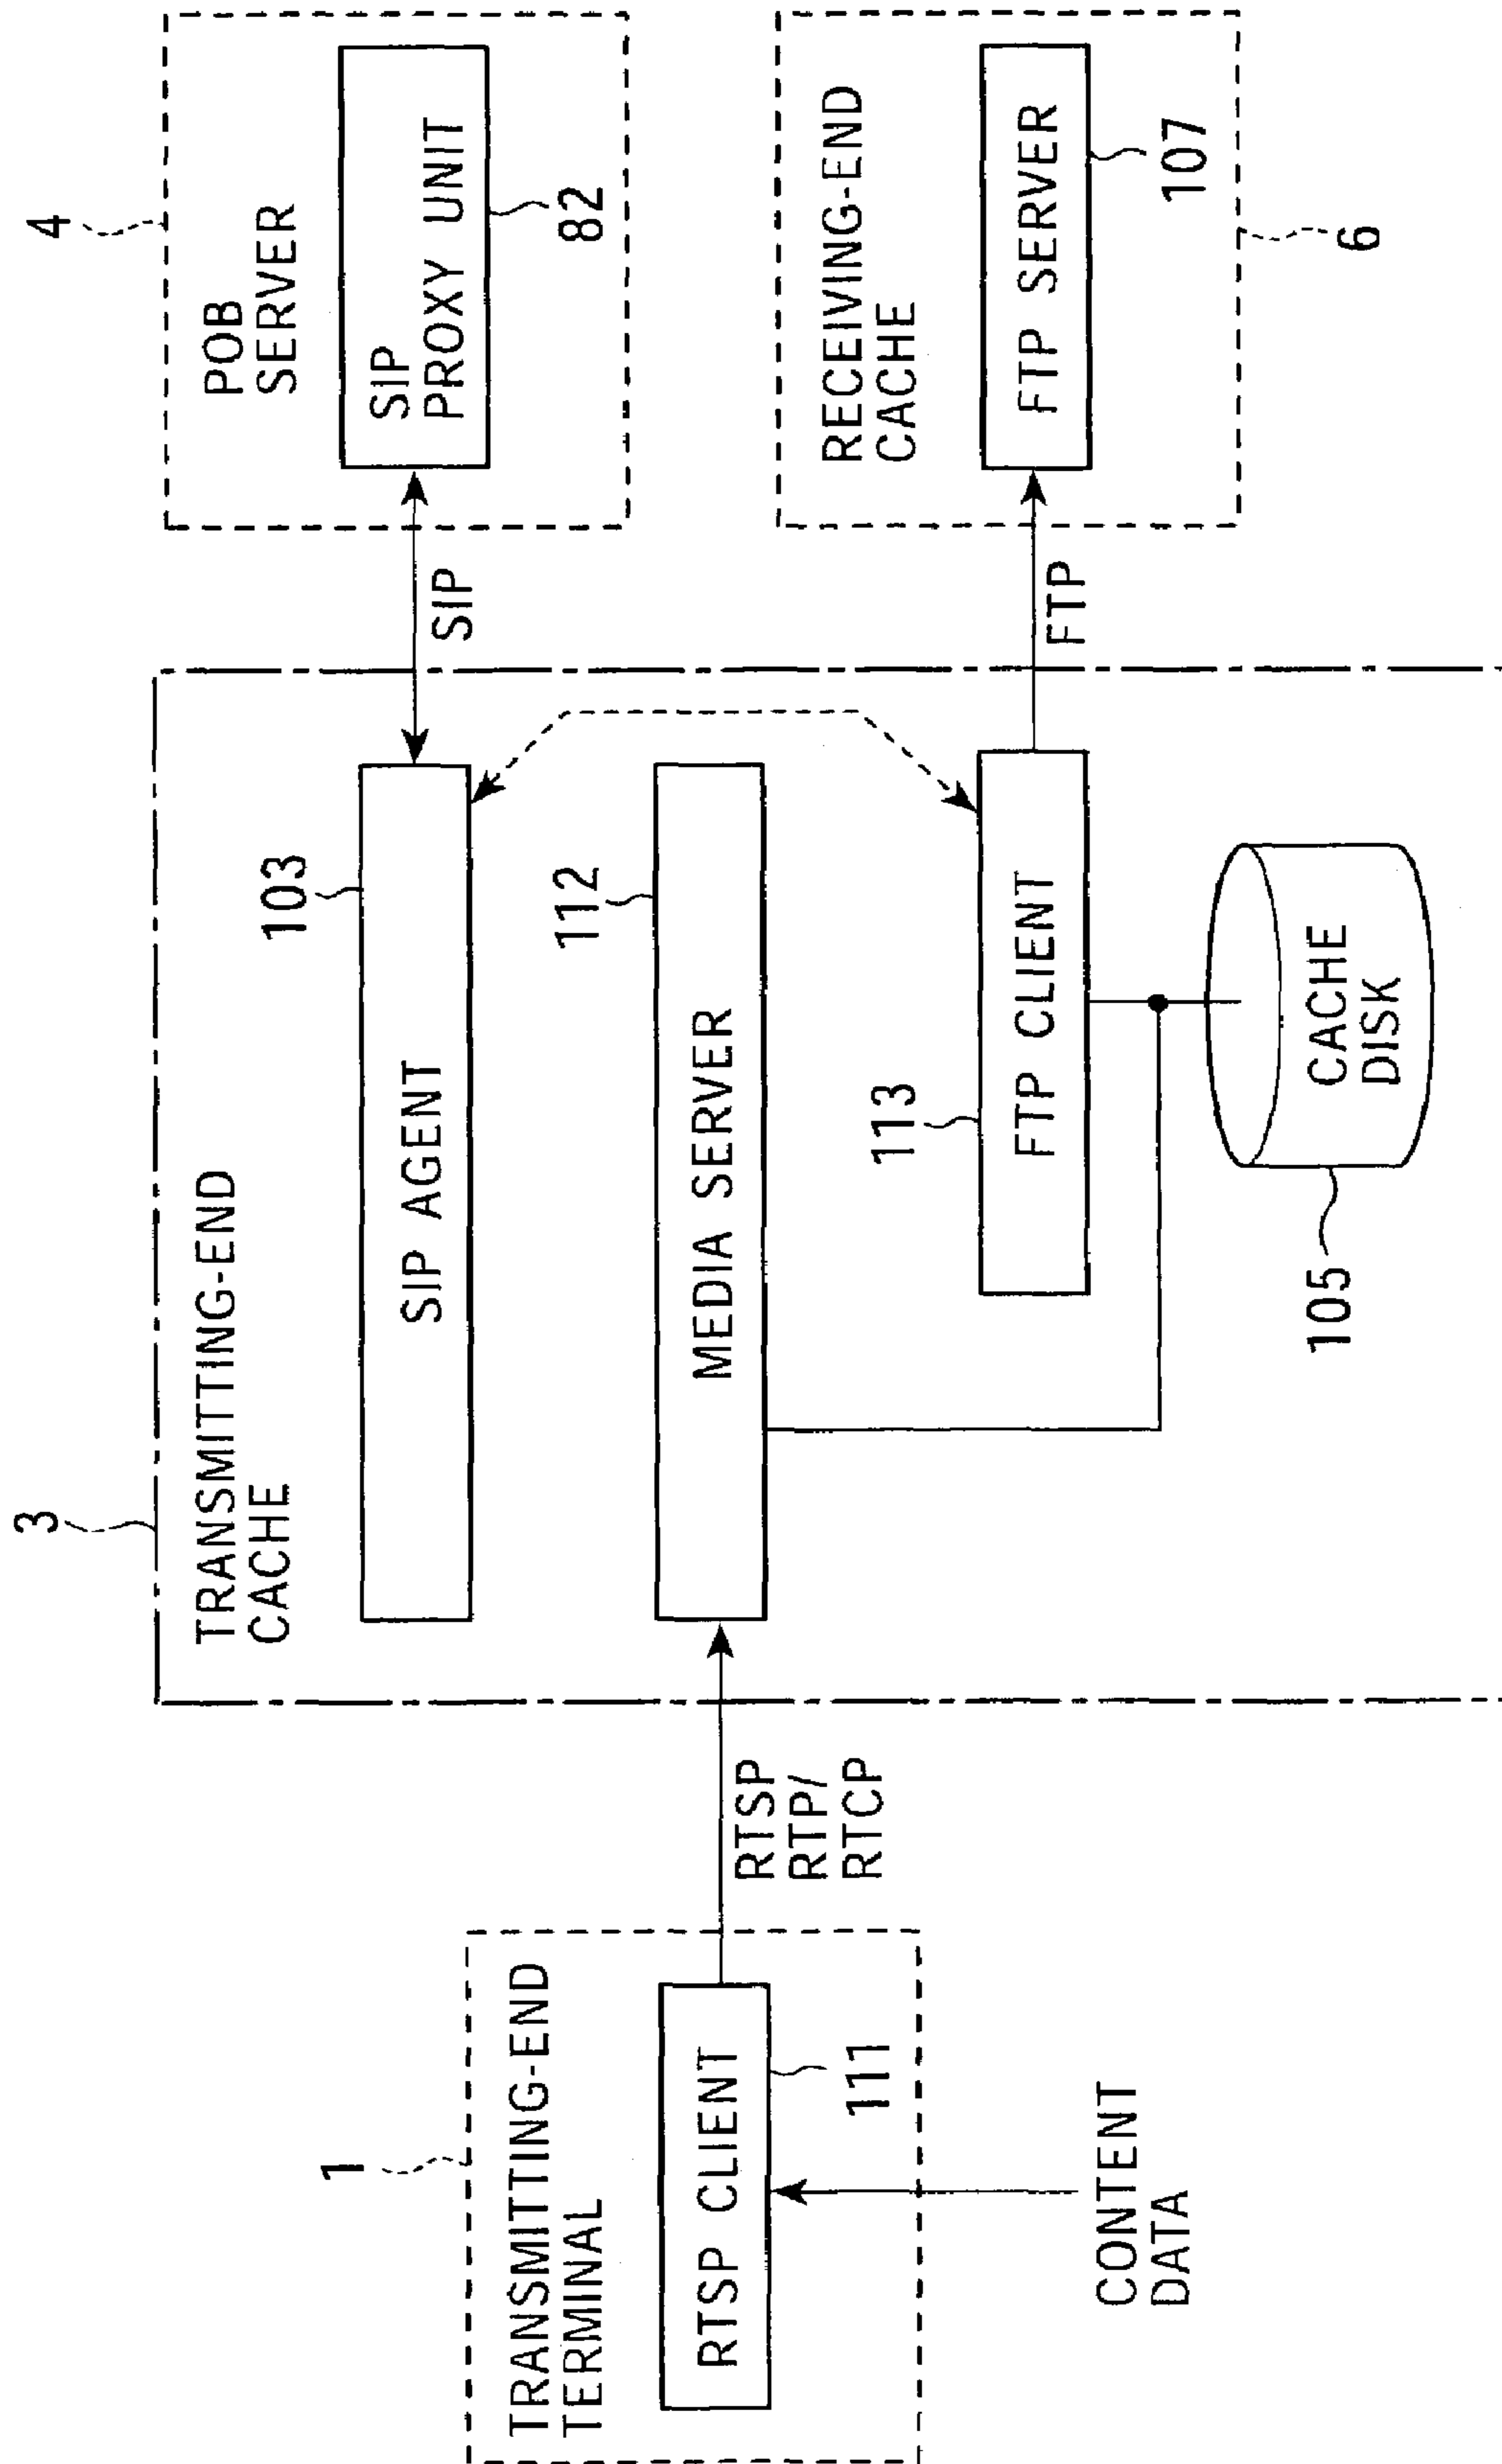 1
TRANSMITTING-END
TERMINAL
RTSP CLIENT
111
CONTENT
DATA
RTSP
RTP/
RTCP
3
TRANSMITTING-END
CACHE
103
SIP AGENT
112
MEDIA SERVER
113
FTP CLIENT
105
CACHE
DISK
SIP
FTP
4
POB
SERVER
SIP
PROXY UNIT
82
RECEIVING-END
CACHE
FTP SERVER
107
6